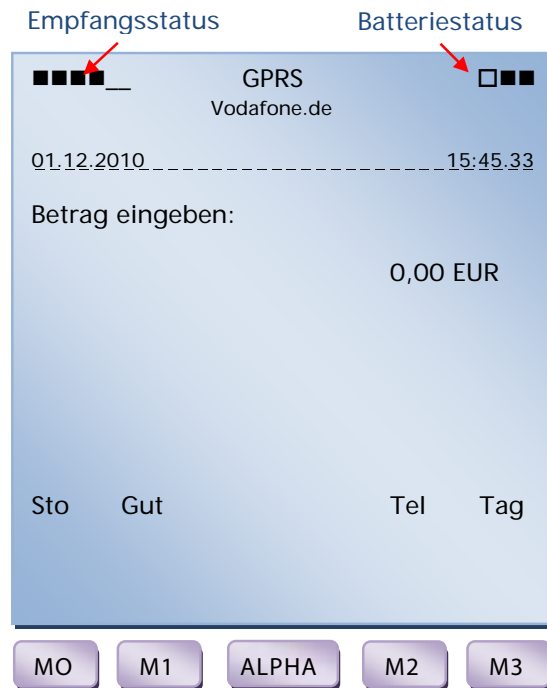 Empfangsstatus Batteriestatus
■■■■__ GPRS □■■
Vodafone.de
01.12.2010 15:45.33
Betrag eingeben:
0,00 EUR
Sto Gut Tel Tag
MO M1 ALPHA M2 M3